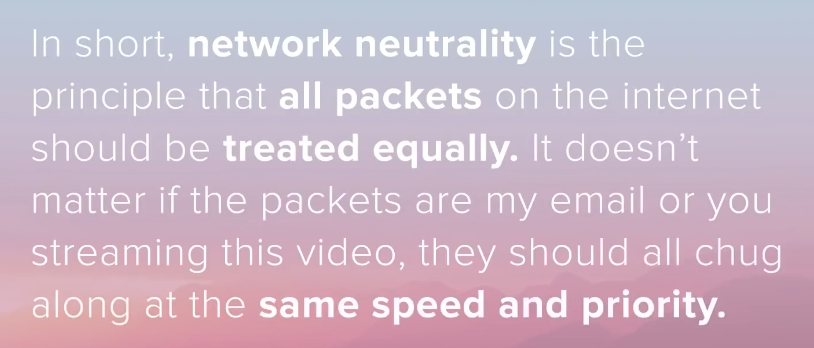 In short, network neutrality is the
principle that all packets on the internet
should be treated equally. It doesn’t
matter if the packets are my email or you
streaming this video, they should all chug
along at the same speed and priority.